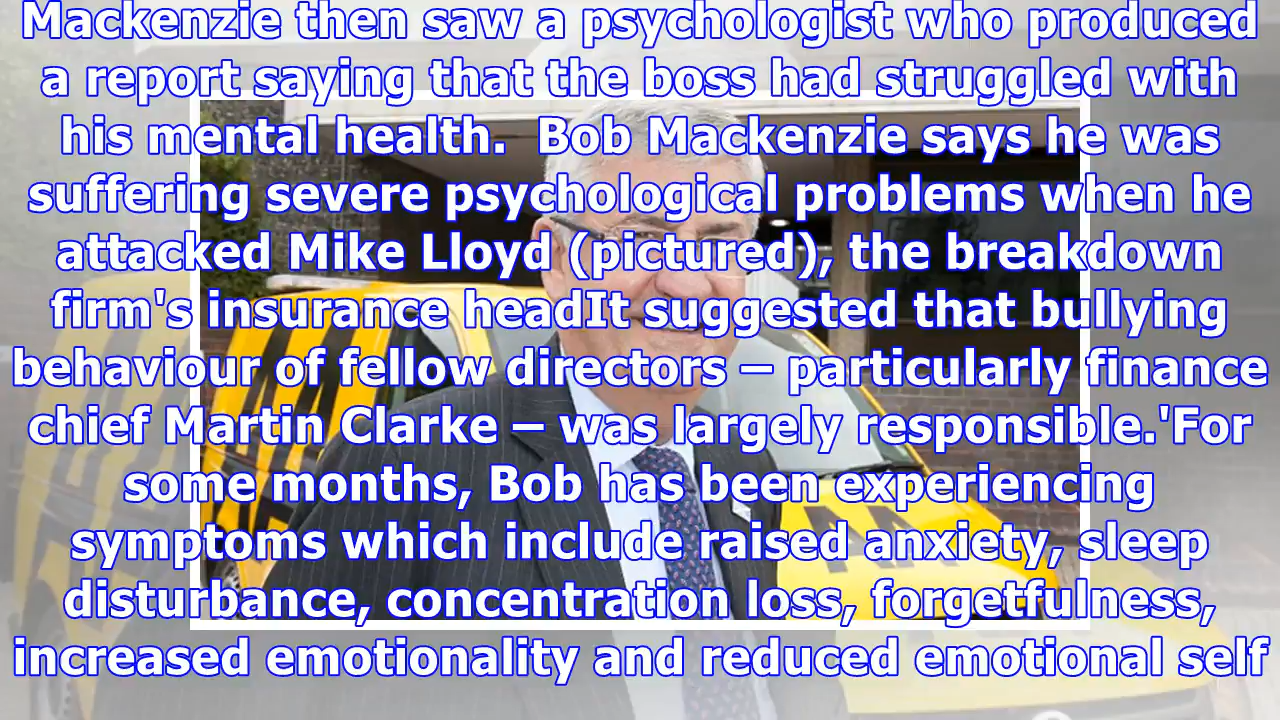 Mackenzie then saw a psychologist who produced
a report saying that the boss had struggled with
his mental health.  Bob Mackenzie says he was
suffering severe psychological problems when he
attacked Mike Lloyd (pictured), the breakdown
firm's insurance headIt suggested that bullying
behaviour of fellow directors – particularly finance
chief Martin Clarke – was largely responsible.'For
some months, Bob has been experiencing
symptoms which include raised anxiety, sleep
disturbance, concentration loss, forgetfulness,
increased emotionality and reduced emotional self